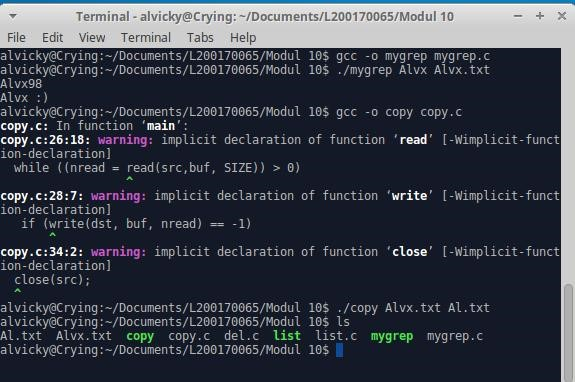 Terminal - alvicky@Crying: ~/Documents/L200170065/Modul 10
File Edit View Terminal Tabs Help
alvicky@Crying:~/Documents/L200170065/Modul 10$ gcc -o mygrep mygrep.c
alvicky@Crying:~/Documents/L200170065/Modul 10$ ./mygrep Alvx Alvx.txt
Alvx98
Alvx :)
alvicky@Crying:~/Documents/L200170065/Modul 10$ gcc -o copy copy.c
copy.c: In function ‘main’:
copy.c:26:18: warning: implicit declaration of function ‘read’ [-Wimplicit-funct
ion-declaration]
while ((nread = read(src,buf, SIZE)) > 0)
^
copy.c:28:7: warning: implicit declaration of function ‘write’ [-Wimplicit-funct
ion-declaration]
if (write(dst, buf, nread) == -1)
^
copy.c:34:2: warning: implicit declaration of function ‘close’ [-Wimplicit-funct
ion-declaration]
close(src);
^
alvicky@Crying:~/Documents/L200170065/Modul 10$ ./copy Alvx.txt Al.txt
alvicky@Crying:~/Documents/L200170065/Modul 10$ ls
Al.txt Alvx.txt copy copy.c del.c list list.c mygrep mygrep.c
alvicky@Crying:~/Documents/L200170065/Modul 10$